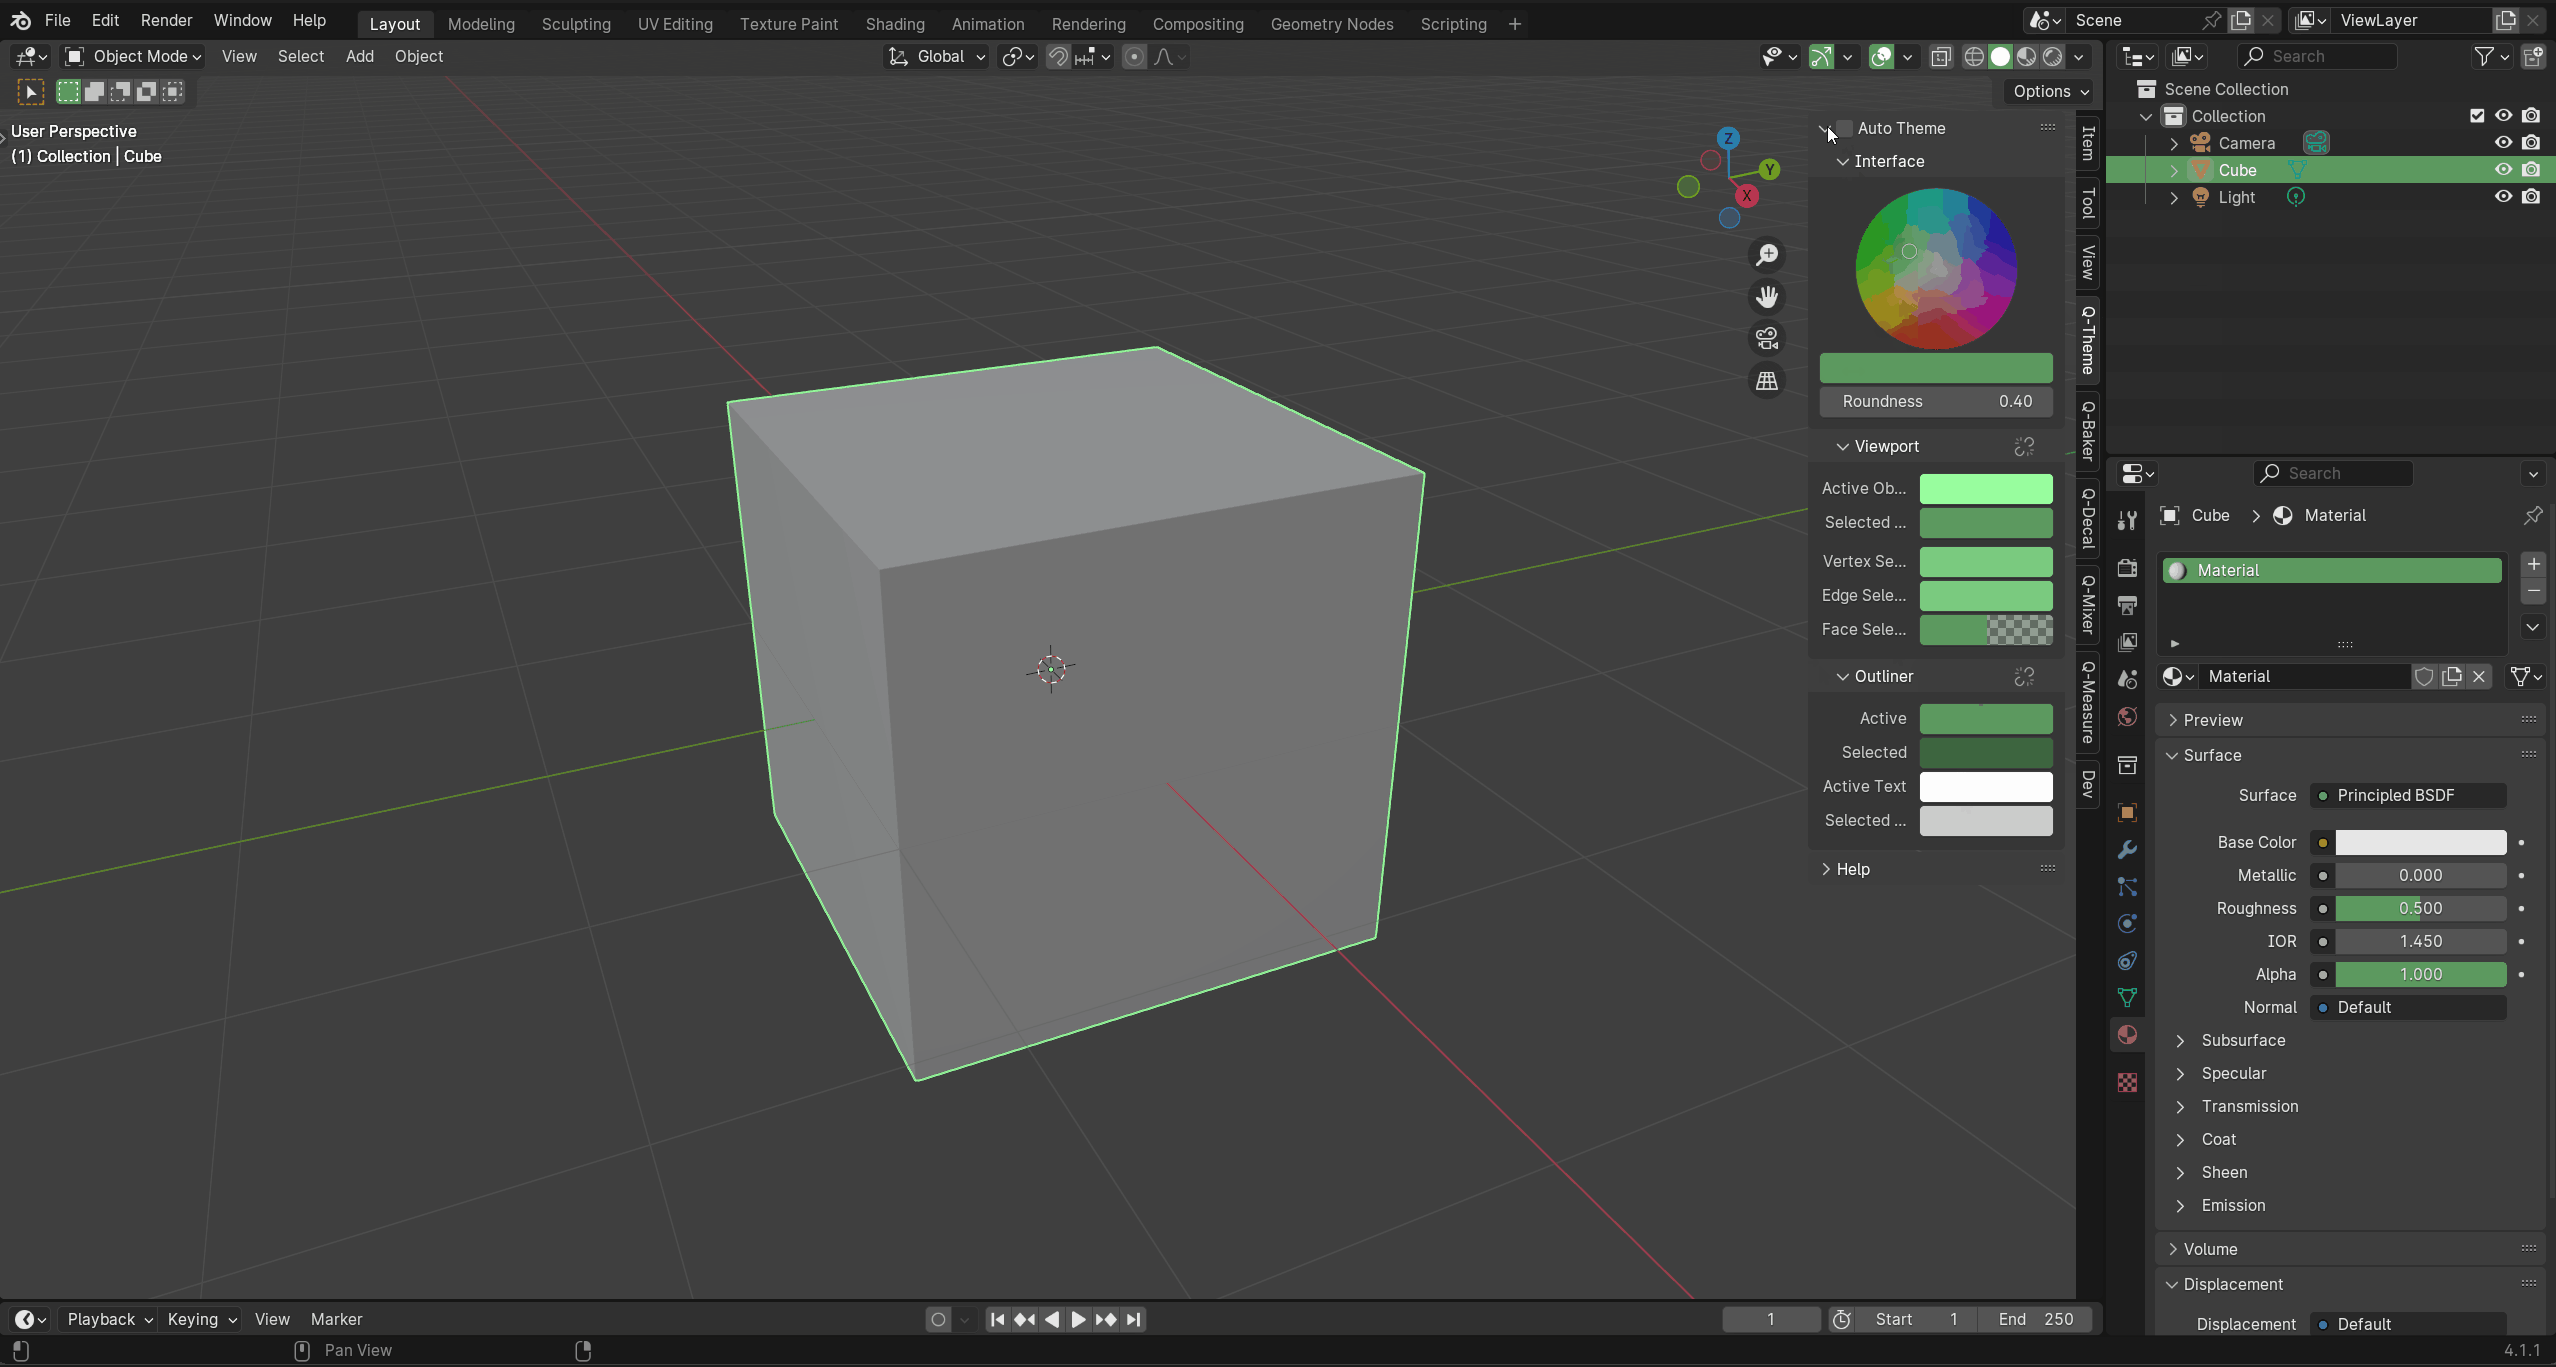 File Edit Render Window Help Layout Modeling Sculpting UV Editing Texture Paint Shading Animation Rendering Compositing Geometry Nodes Scripting + Scene ViewLayer
Object Mode View Select Add Object Global Search
Options
User Perspective
(1) Collection | Cube
Z
Y
X
Auto Theme
Interface
Roundness 0.40
Viewport
Active Ob...
Selected ...
Vertex Se...
Edge Sele...
Face Sele...
Outliner
Active
Selected
Active Text
Selected ...
Help
Item
Tool
View
Q-Theme
Q-Baker
Q-Decal
Q-Mixer
Q-Measure
Dev
Scene Collection
Collection
Camera
Cube
Light
Search
Cube > Material
Material
Material
Preview
Surface
Surface Principled BSDF
Base Color
Metallic 0.000
Roughness 0.500
IOR 1.450
Alpha 1.000
Normal Default
Subsurface
Specular
Transmission
Coat
Sheen
Emission
Volume
Displacement
Displacement Default
Playback Keying View Marker 1 Start 1 End 250
Pan View 4.1.1